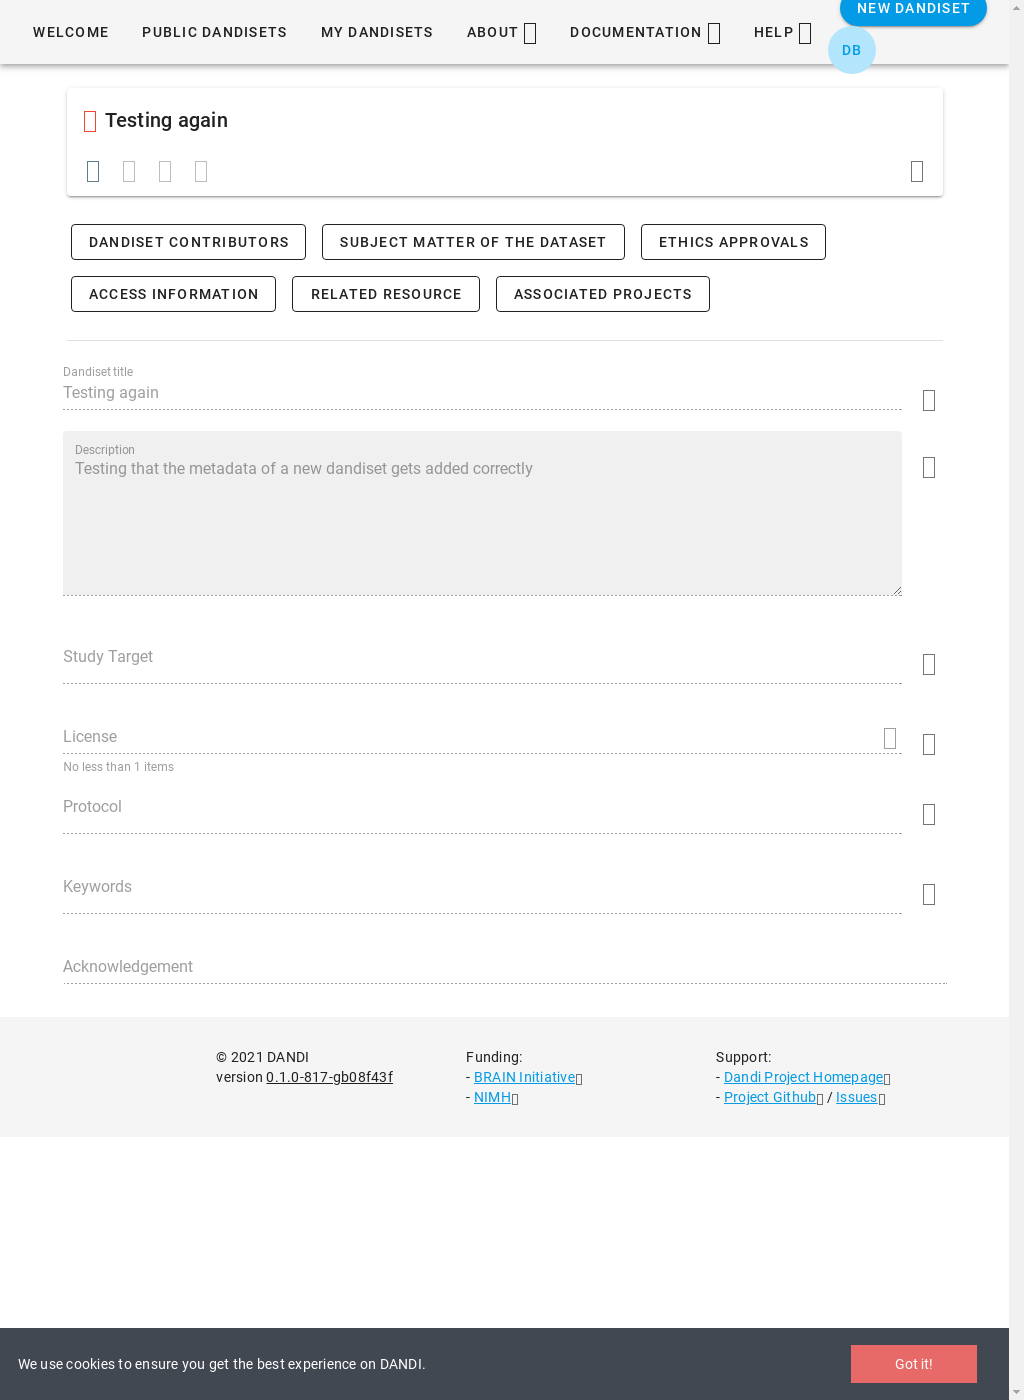 WELCOME PUBLIC DANDISETS MY DANDISETS ABOUT DOCUMENTATION HELP NEW DANDISET
DB
Testing again
DANDISET CONTRIBUTORS SUBJECT MATTER OF THE DATASET ETHICS APPROVALS
ACCESS INFORMATION RELATED RESOURCE ASSOCIATED PROJECTS
Dandiset title
Testing again
Description
Testing that the metadata of a new dandiset gets added correctly
Study Target
License
No less than 1 items
Protocol
Keywords
Acknowledgement
© 2021 DANDI
version 0.1.0-817-gb08f43f
Funding:
- BRAIN Initiative
- NIMH
Support:
- Dandi Project Homepage
- Project Github / Issues
We use cookies to ensure you get the best experience on DANDI.
Got it!